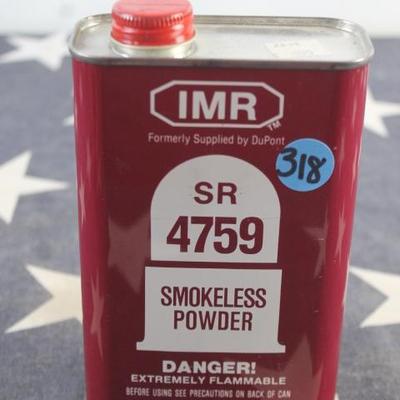 IMR TM
Formerly Supplied by DuPont
318
SR
4759
SMOKELESS
POWDER
DANGER!
EXTREMELY FLAMMABLE
BEFORE USING SEE PRECAUTIONS ON BACK OF CAN